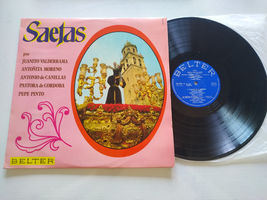 Saetas
por
JUANITO VALDERRAMA
ANTOÑITA MORENO
ANTONIO de CANILLAS
PASTORA de CORDOBA
PEPE PINTO
BELTER
BELTER